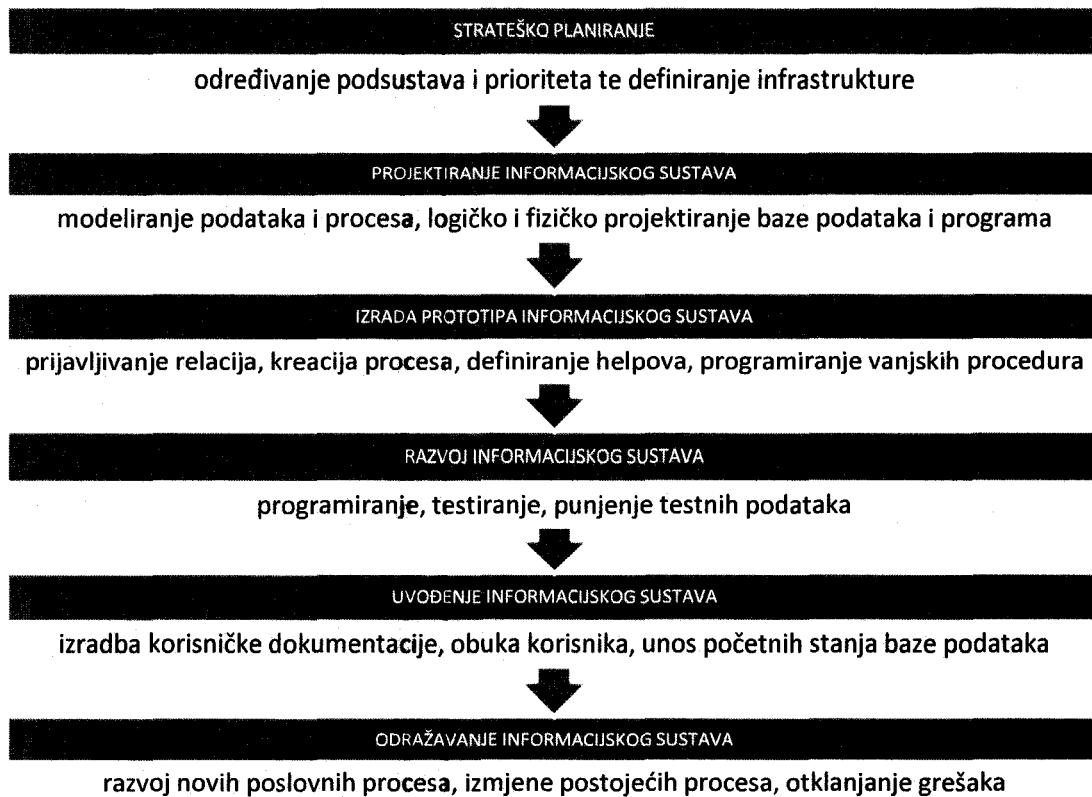 STRATEŠKO PLANIRANJE
određivanje podsustava i prioriteta te definiranje infrastrukture
PROJEKTIRANJE INFORMACIJSKOG SUSTAVA
modeliranje podataka i procesa, logičko i fizičko projektiranje baze podataka i programa
IZRADA PROTOTIPA INFORMACIJSKOG SUSTAVA
prijavljivanje relacija, kreacija procesa, definiranje helpova, programiranje vanjskih procedura
RAZVOJ INFORMACIJSKOG SUSTAVA
programiranje, testiranje, punjenje testnih podataka
UVOĐENJE INFORMACIJSKOG SUSTAVA
izradba korisničke dokumentacije, obuka korisnika, unos početnih stanja baze podataka
ODRAŽAVANJE INFORMACIJSKOG SUSTAVA
razvoj novih poslovnih procesa, izmjene postojećih procesa, otklanjanje grešaka